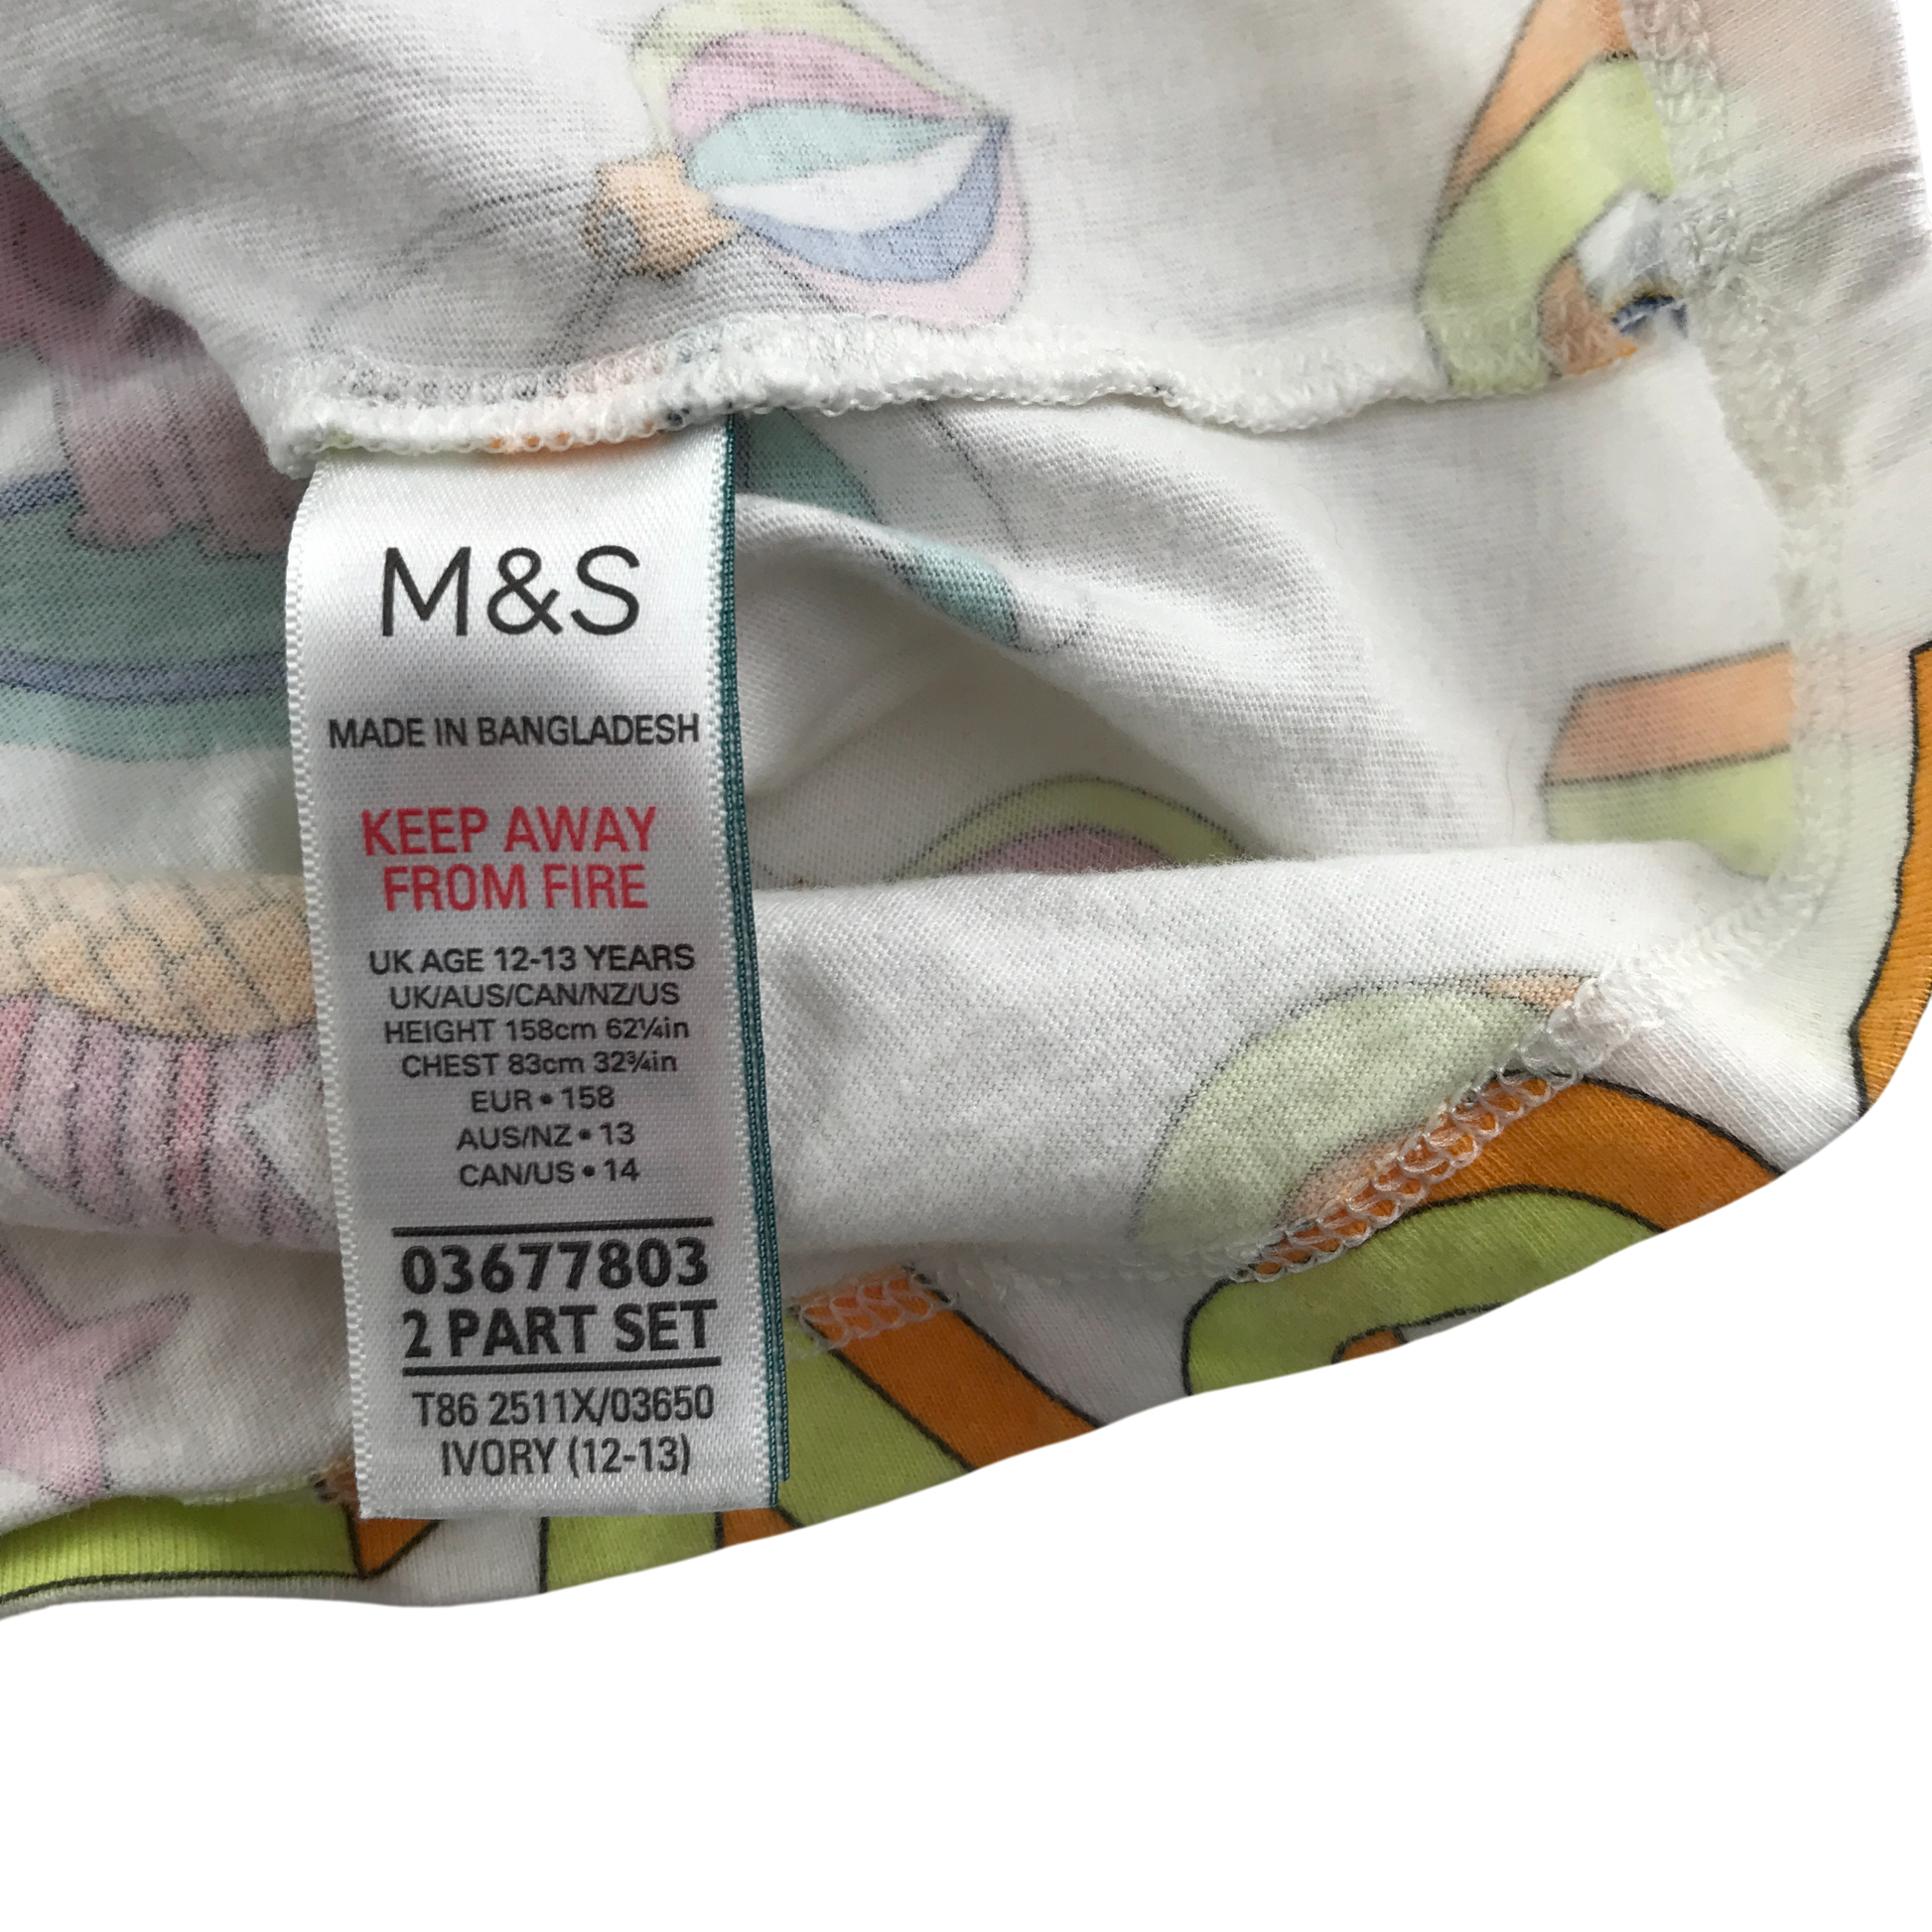 M&S
MADE IN BANGLADESH
KEEP AWAY
FROM FIRE
UK AGE 12-13 YEARS
UK/AUS/CAN/NZ/US
HEIGHT 158cm 62¼in
CHEST 83cm 32¾in
EUR • 158
AUS/NZ • 13
CAN/US • 14
03677803
2 PART SET
T86 2511X/03650
IVORY (12-13)